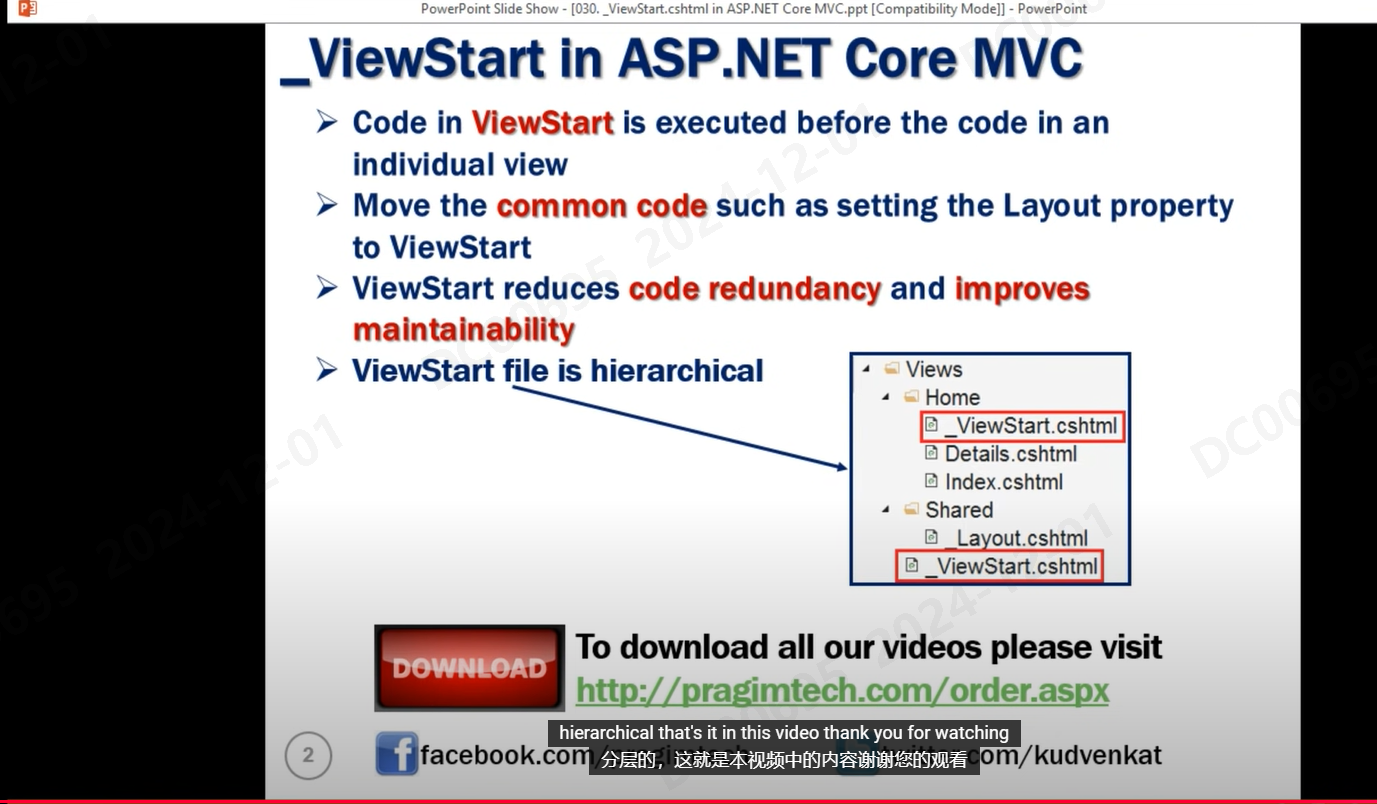 PowerPoint Slide Show - [030. _ViewStart.cshtml in ASP.NET Core MVC.ppt [Compatibility Mode]] - PowerPoint
_ViewStart in ASP.NET Core MVC
Code in ViewStart is executed before the code in an
individual view
Move the common code such as setting the Layout property
to ViewStart
ViewStart reduces code redundancy and improves
maintainability
ViewStart file is hierarchical
Views
Home
_ViewStart.cshtml
Details.cshtml
Index.cshtml
Shared
_Layout.cshtml
_ViewStart.cshtml
DOWNLOAD
To download all our videos please visit
http://pragimtech.com/order.aspx
hierarchical that's it in this video thank you for watching
分层的，这就是本视频中的内容谢谢您的观看
2
facebook.com/
com/kudvenkat
DC00695 2024-12-01